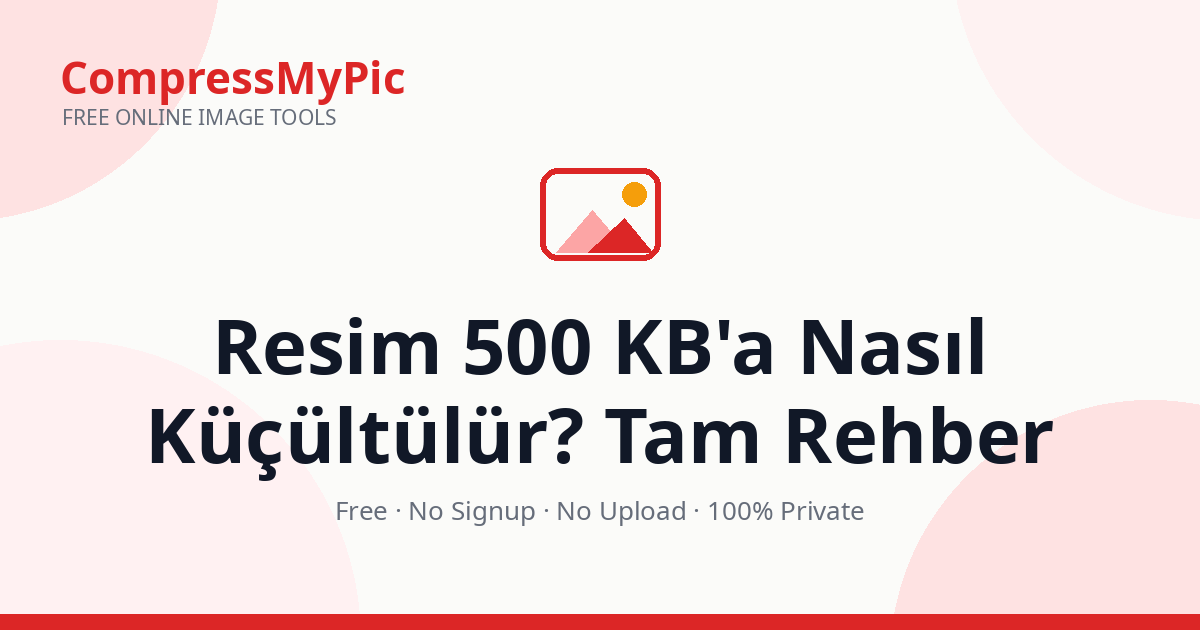 CompressMyPic
FREE ONLINE IMAGE TOOLS
Resim 500 KB'a Nasıl
Küçültülür? Tam Rehber
Free · No Signup · No Upload · 100% Private